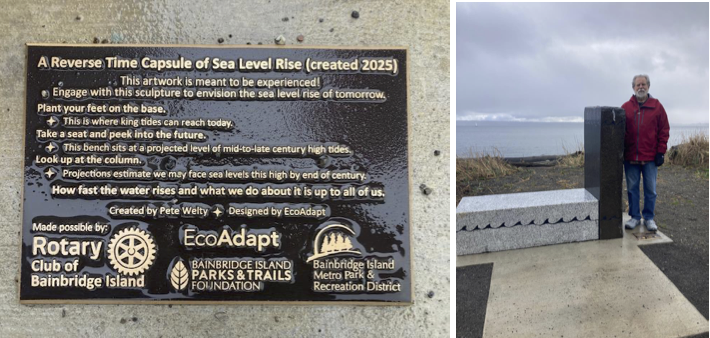 A Reverse Time Capsule of Sea Level Rise (created 2025)
This artwork is meant to be experienced!
Engage with this sculpture to envision the sea level rise of tomorrow.
Plant your feet on the base.
This is where king tides can reach today.
Take a seat and peek into the future.
This bench sits at a projected level of mid-to-late century high tides.
Look up at the column.
Projections estimate we may face sea levels this high by end of century.
How fast the water rises and what we do about it is up to all of us.
Created by Pete Welty Designed by EcoAdapt
Made possible by:
Rotary
Club of
Bainbridge Island
EcoAdapt
BAINBRIDGE ISLAND
PARKS & TRAILS
FOUNDATION
Bainbridge Island
Metro Park &
Recreation District